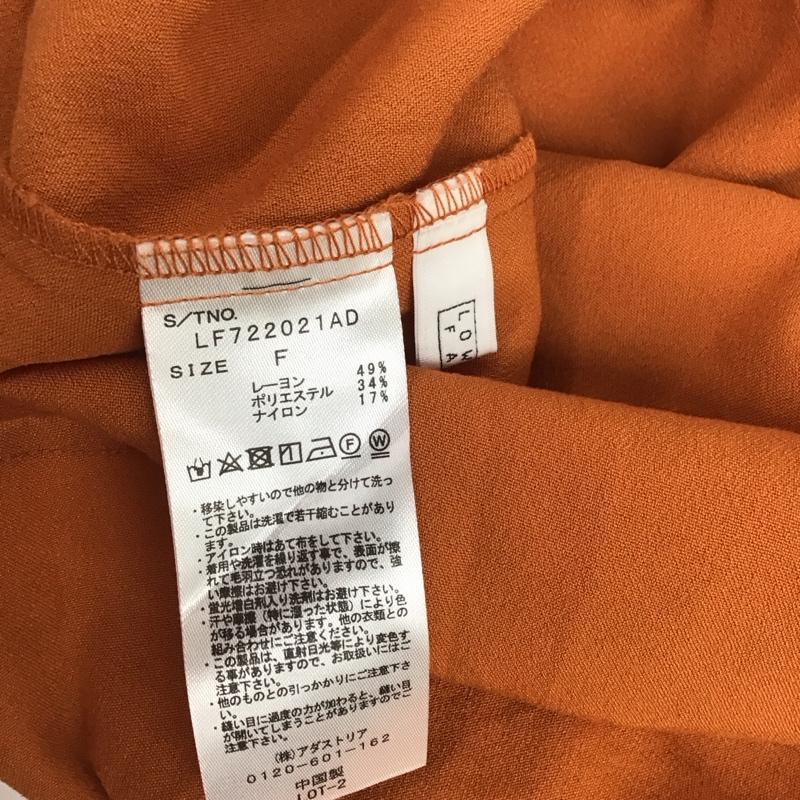 S/TNO.
LF722021AD
SIZE F
レーヨン 49%
ポリエステル 34%
ナイロン 17%
F W
・移染しやすいので他の物と分けて洗っ
て下さい。
・この製品は洗濯で若干縮むことがあり
ます。
・アイロン時はあて布をして下さい。
・着用や洗濯を繰り返す事で、表面が擦
れて毛羽立つ恐れがありますので、強
い摩擦はお避け下さい。
・蛍光増白剤入り洗剤はお避け下さい。
・汗や摩擦(特に湿った状態)により色
が移る場合があります。他の衣類との
組み合わせにご注意ください。
・この製品は、直射日光等により変色す
る事がありますので、お取扱いにはご
注意下さい。
・他のものとの引っかかりにご注意下さ
い。
・縫い目に過度の力が加わると、縫い目
が開いてしまうことがありますのでご
注意下さい。
(株)アダストリア
0120-601-162
中国製
LOT-2
LOW
F
A